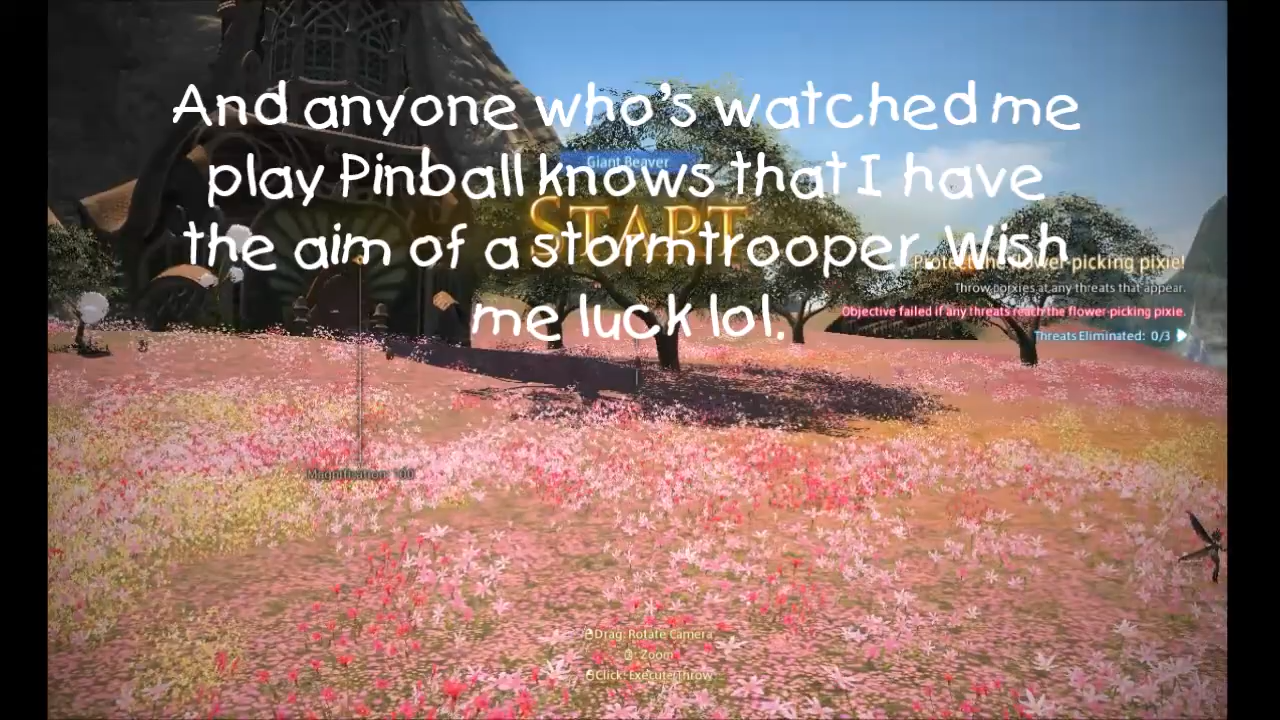 And anyone who's watched me
play Pinball knows that I have
the aim of a stormtrooper. Wish
me luck lol.
Giant Beaver
START
Protect the flower-picking pixie!
Throw porxies at any threats that appear.
Objective failed if any threats reach the flower-picking pixie.
Threats Eliminated: 0/3
Magnification: 100
Drag: Rotate Camera
: Zoom
Click: Execute Throw